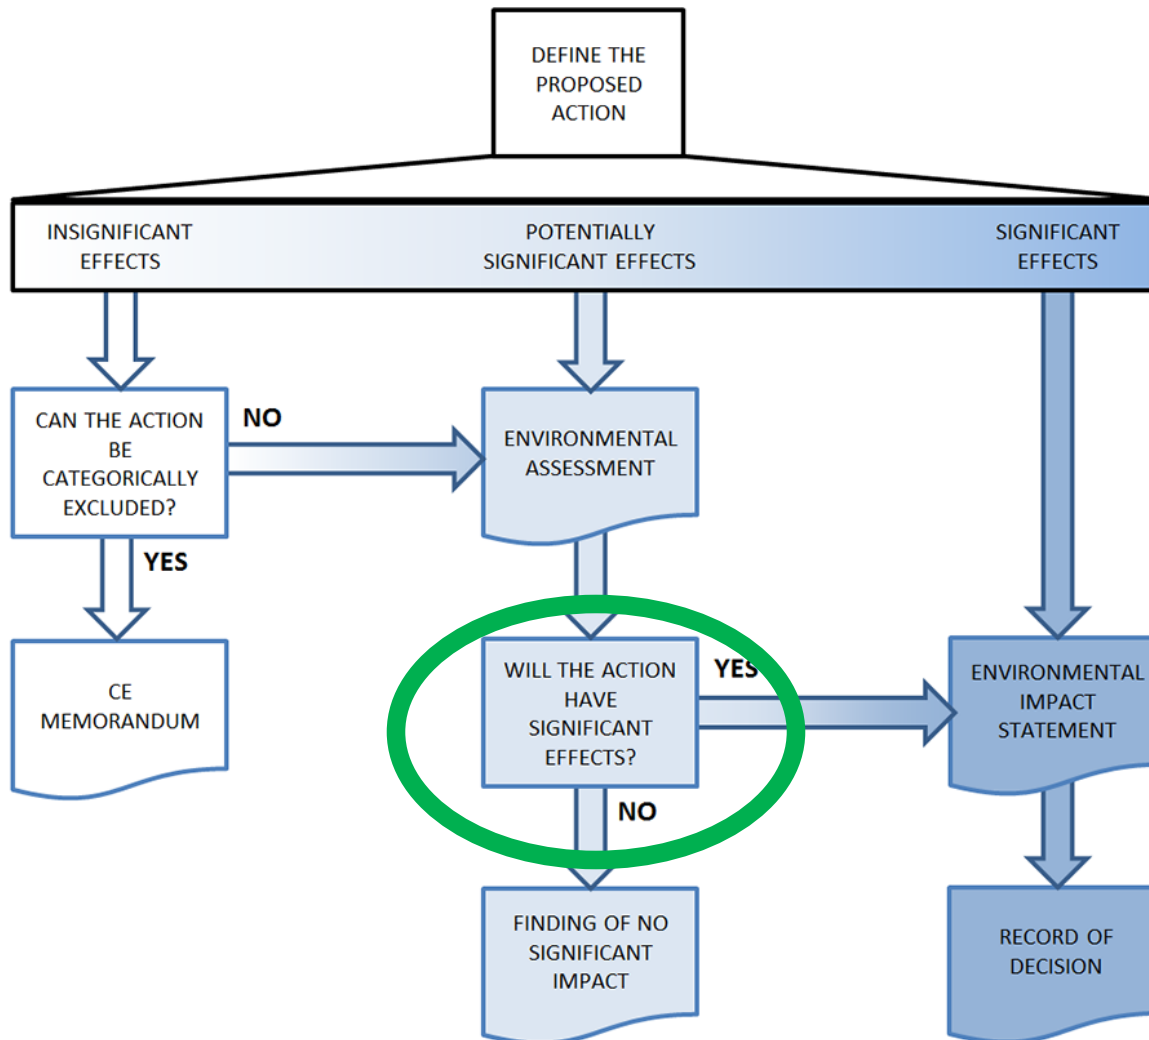 DEFINE THE
PROPOSED
ACTION
INSIGNIFICANT
EFFECTS
POTENTIALLY
SIGNIFICANT EFFECTS
SIGNIFICANT
EFFECTS
CAN THE ACTION
BE
CATEGORICALLY
EXCLUDED?
NO
ENVIRONMENTAL
ASSESSMENT
YES
CE
MEMORANDUM
WILL THE ACTION
HAVE
SIGNIFICANT
EFFECTS?
YES
ENVIRONMENTAL
IMPACT
STATEMENT
NO
FINDING OF NO
SIGNIFICANT
IMPACT
RECORD OF
DECISION